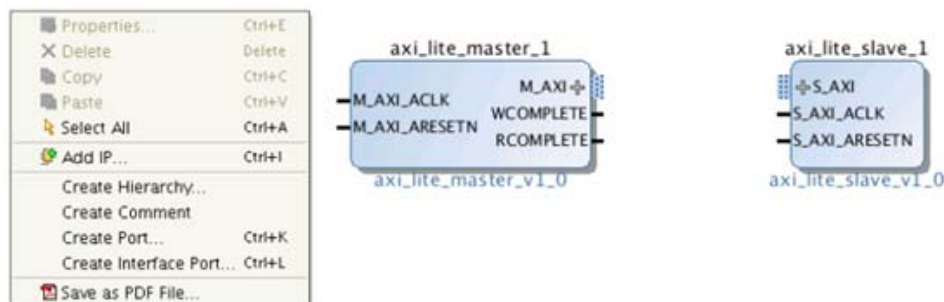 Properties... Ctrl+E
Delete Delete
Copy Ctrl+C
Paste Ctrl+V
Select All Ctrl+A
Add IP... Ctrl+I
Create Hierarchy...
Create Comment
Create Port... Ctrl+K
Create Interface Port... Ctrl+L
Save as PDF File...
axi_lite_master_1
M_AXI
M_AXI_ACLK
WCOMPLETE
M_AXI_ARESETN
RCOMPLETE
axi_lite_master_v1_0
axi_lite_slave_1
S_AXI
S_AXI_ACLK
S_AXI_ARESETN
axi_lite_slave_v1_0